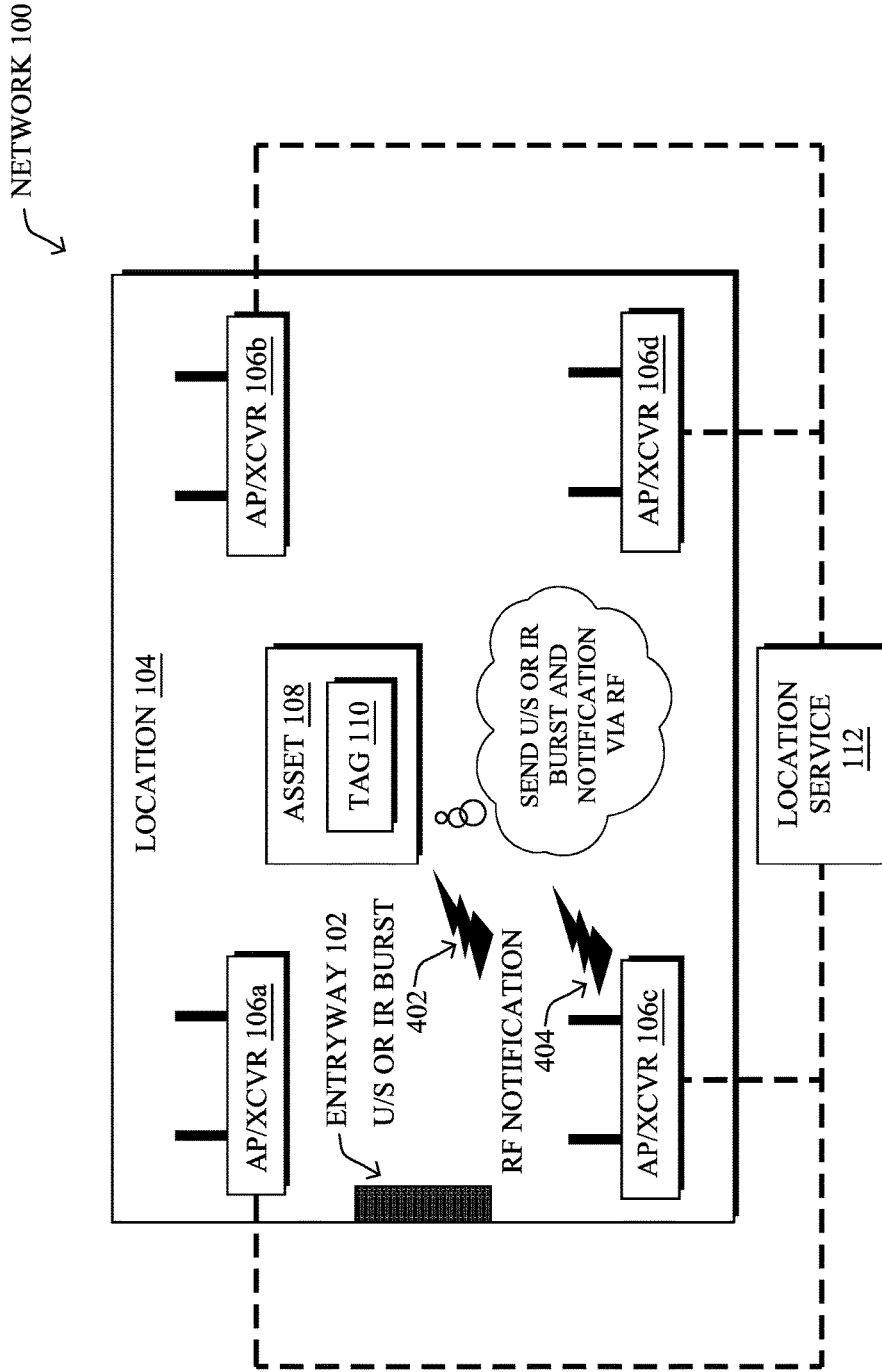 NETWORK 100
LOCATION 104
AP/XCVR 106a
AP/XCVR 106b
ENTRYWAY 102
U/S OR IR BURST
402
ASSET 108
TAG 110
RF NOTIFICATION
404
SEND U/S OR IR
BURST AND
NOTIFICATION
VIA RF
AP/XCVR 106c
AP/XCVR 106d
LOCATION
SERVICE
112